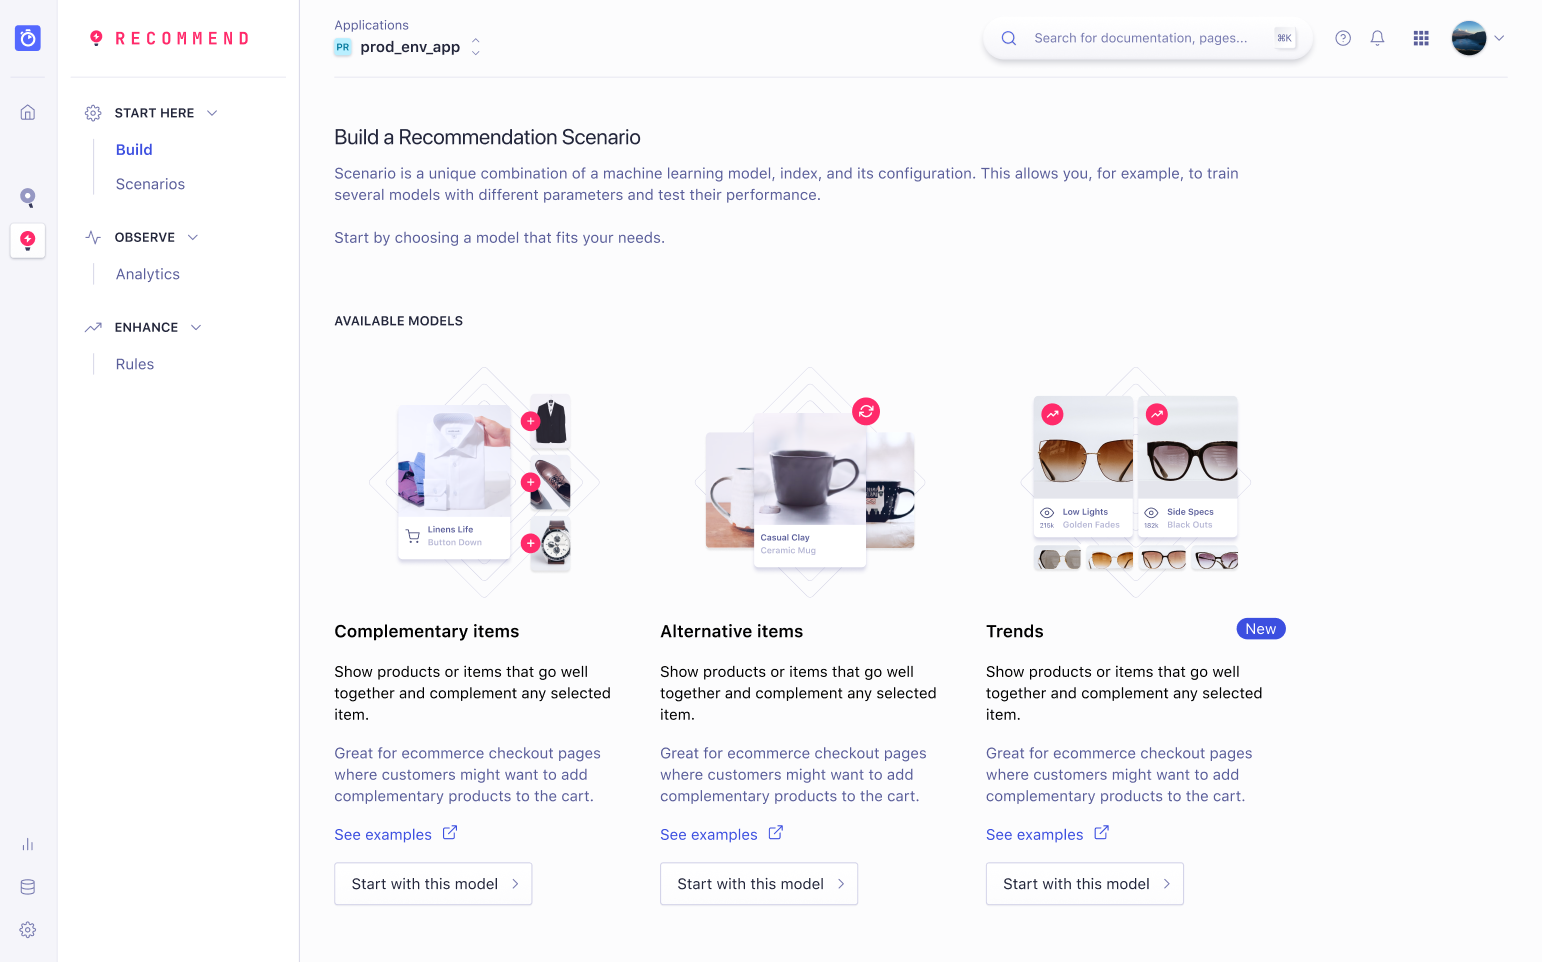 RECOMMEND
START HERE
Build
Scenarios
OBSERVE
Analytics
ENHANCE
Rules
Applications
PR prod_env_app
Search for documentation, pages... ⌘K
Build a Recommendation Scenario
Scenario is a unique combination of a machine learning model, index, and its configuration. This allows you, for example, to train
several models with different parameters and test their performance.
Start by choosing a model that fits your needs.
AVAILABLE MODELS
Linens Life
Button Down
Casual Clay
Ceramic Mug
216k
Low Lights
Golden Fades
182k
Side Specs
Black Outs
Complementary items
Show products or items that go well
together and complement any selected
item.
Great for ecommerce checkout pages
where customers might want to add
complementary products to the cart.
See examples
Start with this model
Alternative items
Show products or items that go well
together and complement any selected
item.
Great for ecommerce checkout pages
where customers might want to add
complementary products to the cart.
See examples
Start with this model
Trends
New
Show products or items that go well
together and complement any selected
item.
Great for ecommerce checkout pages
where customers might want to add
complementary products to the cart.
See examples
Start with this model